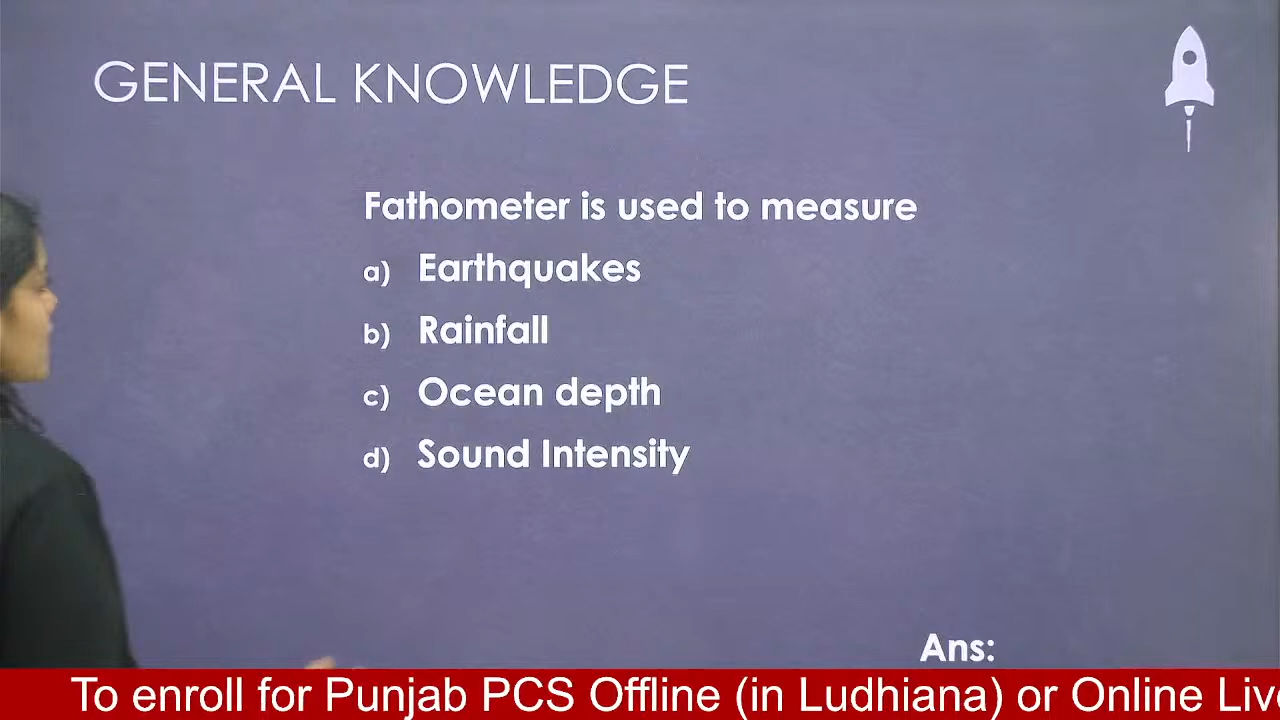 GENERAL KNOWLEDGE
Fathometer is used to measure
a) Earthquakes
b) Rainfall
c) Ocean depth
d) Sound Intensity
Ans:
To enroll for Punjab PCS Offline (in Ludhiana) or Online Live